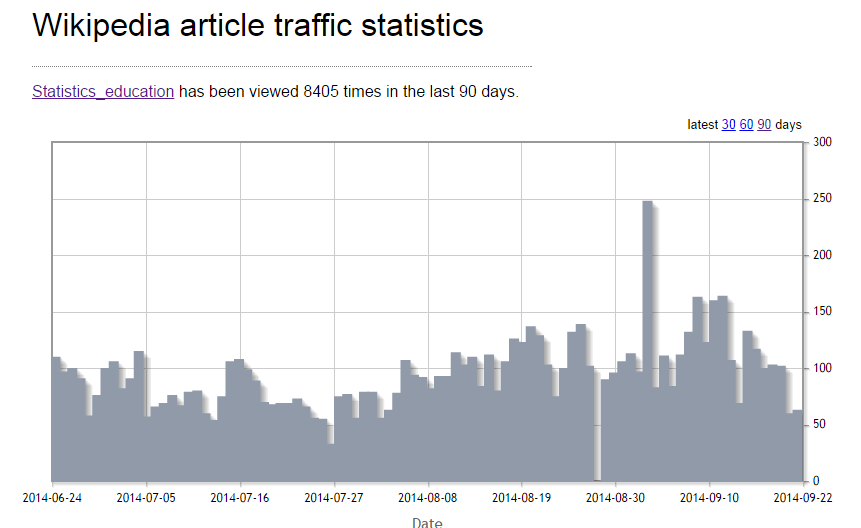 Wikipedia article traffic statistics
Statistics_education has been viewed 8405 times in the last 90 days.
latest 30 60 90 days
300
250
200
150
100
50
0
2014-06-24 2014-07-05 2014-07-16 2014-07-27 2014-08-08 2014-08-19 2014-08-30 2014-09-10 2014-09-22
Date